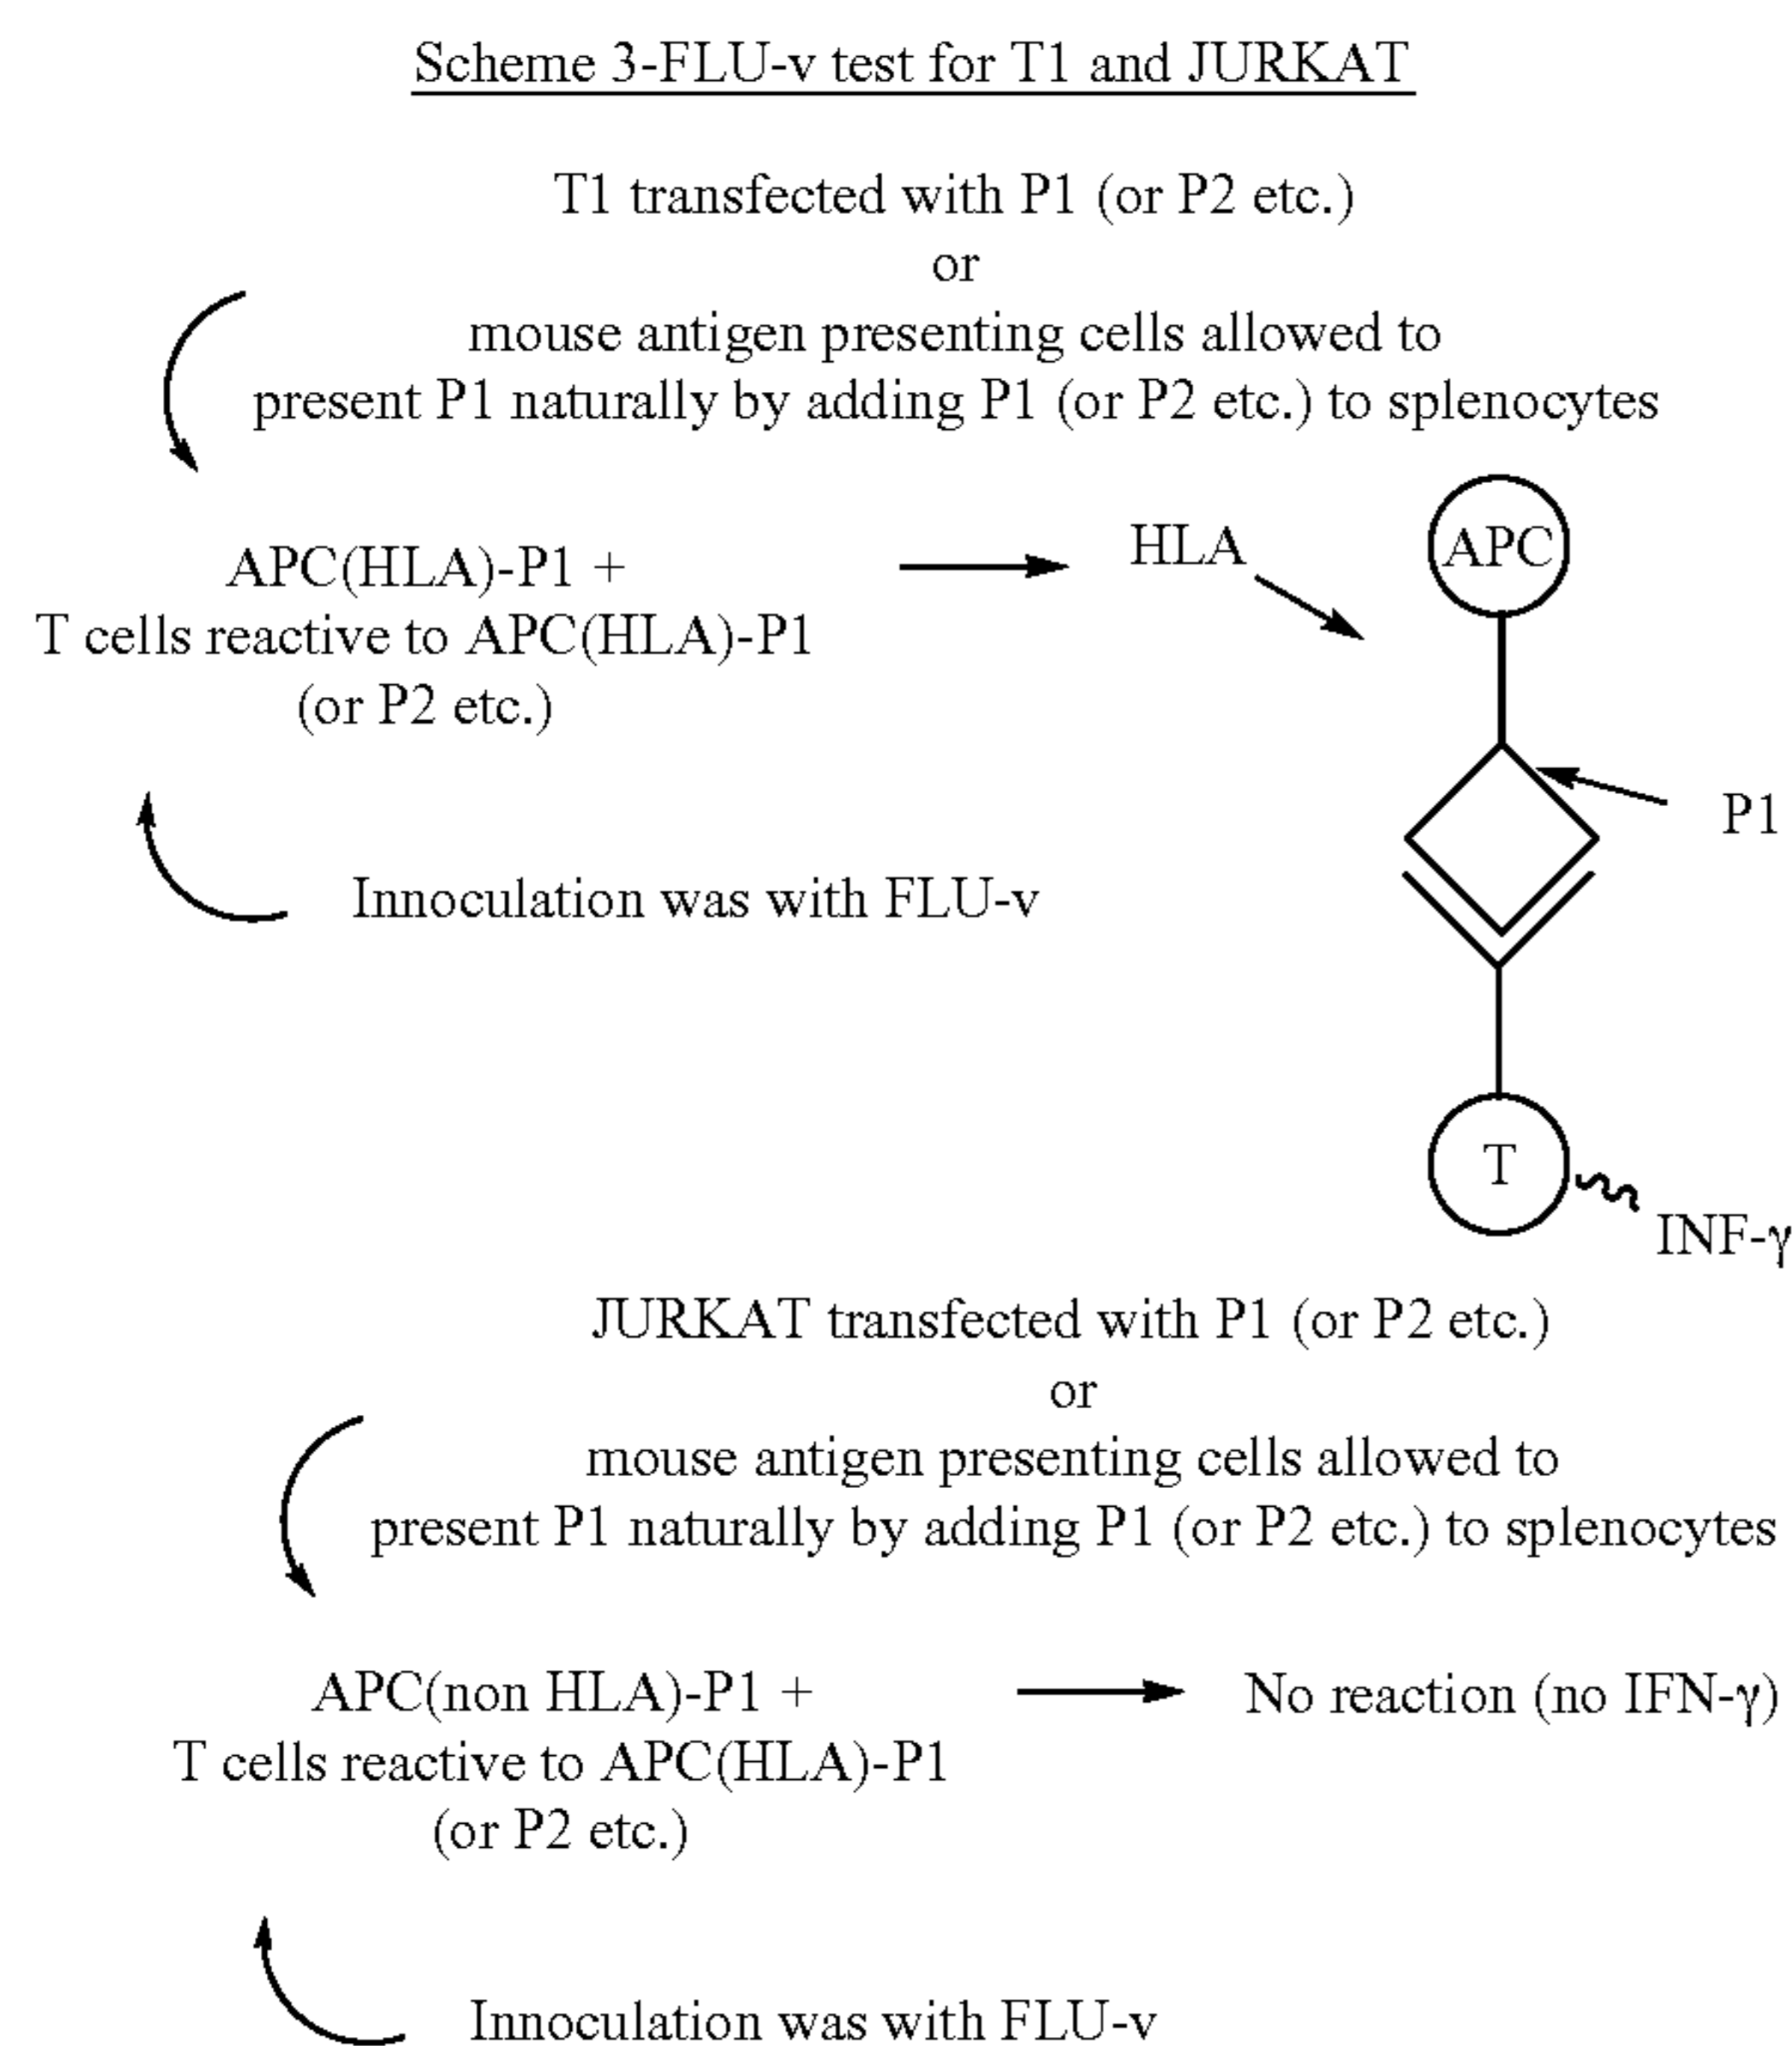 Scheme 3-FLU-v test for T1 and JURKAT
T1 transfected with P1 (or P2 etc.)
or
mouse antigen presenting cells allowed to
present P1 naturally by adding P1 (or P2 etc.) to splenocytes
APC(HLA)-P1 +
T cells reactive to APC(HLA)-P1
(or P2 etc.)
HLA
APC
P1
Innoculation was with FLU-v
T
INF-γ
JURKAT transfected with P1 (or P2 etc.)
or
mouse antigen presenting cells allowed to
present P1 naturally by adding P1 (or P2 etc.) to splenocytes
APC(non HLA)-P1 +
T cells reactive to APC(HLA)-P1
(or P2 etc.)
No reaction (no IFN-γ)
Innoculation was with FLU-v